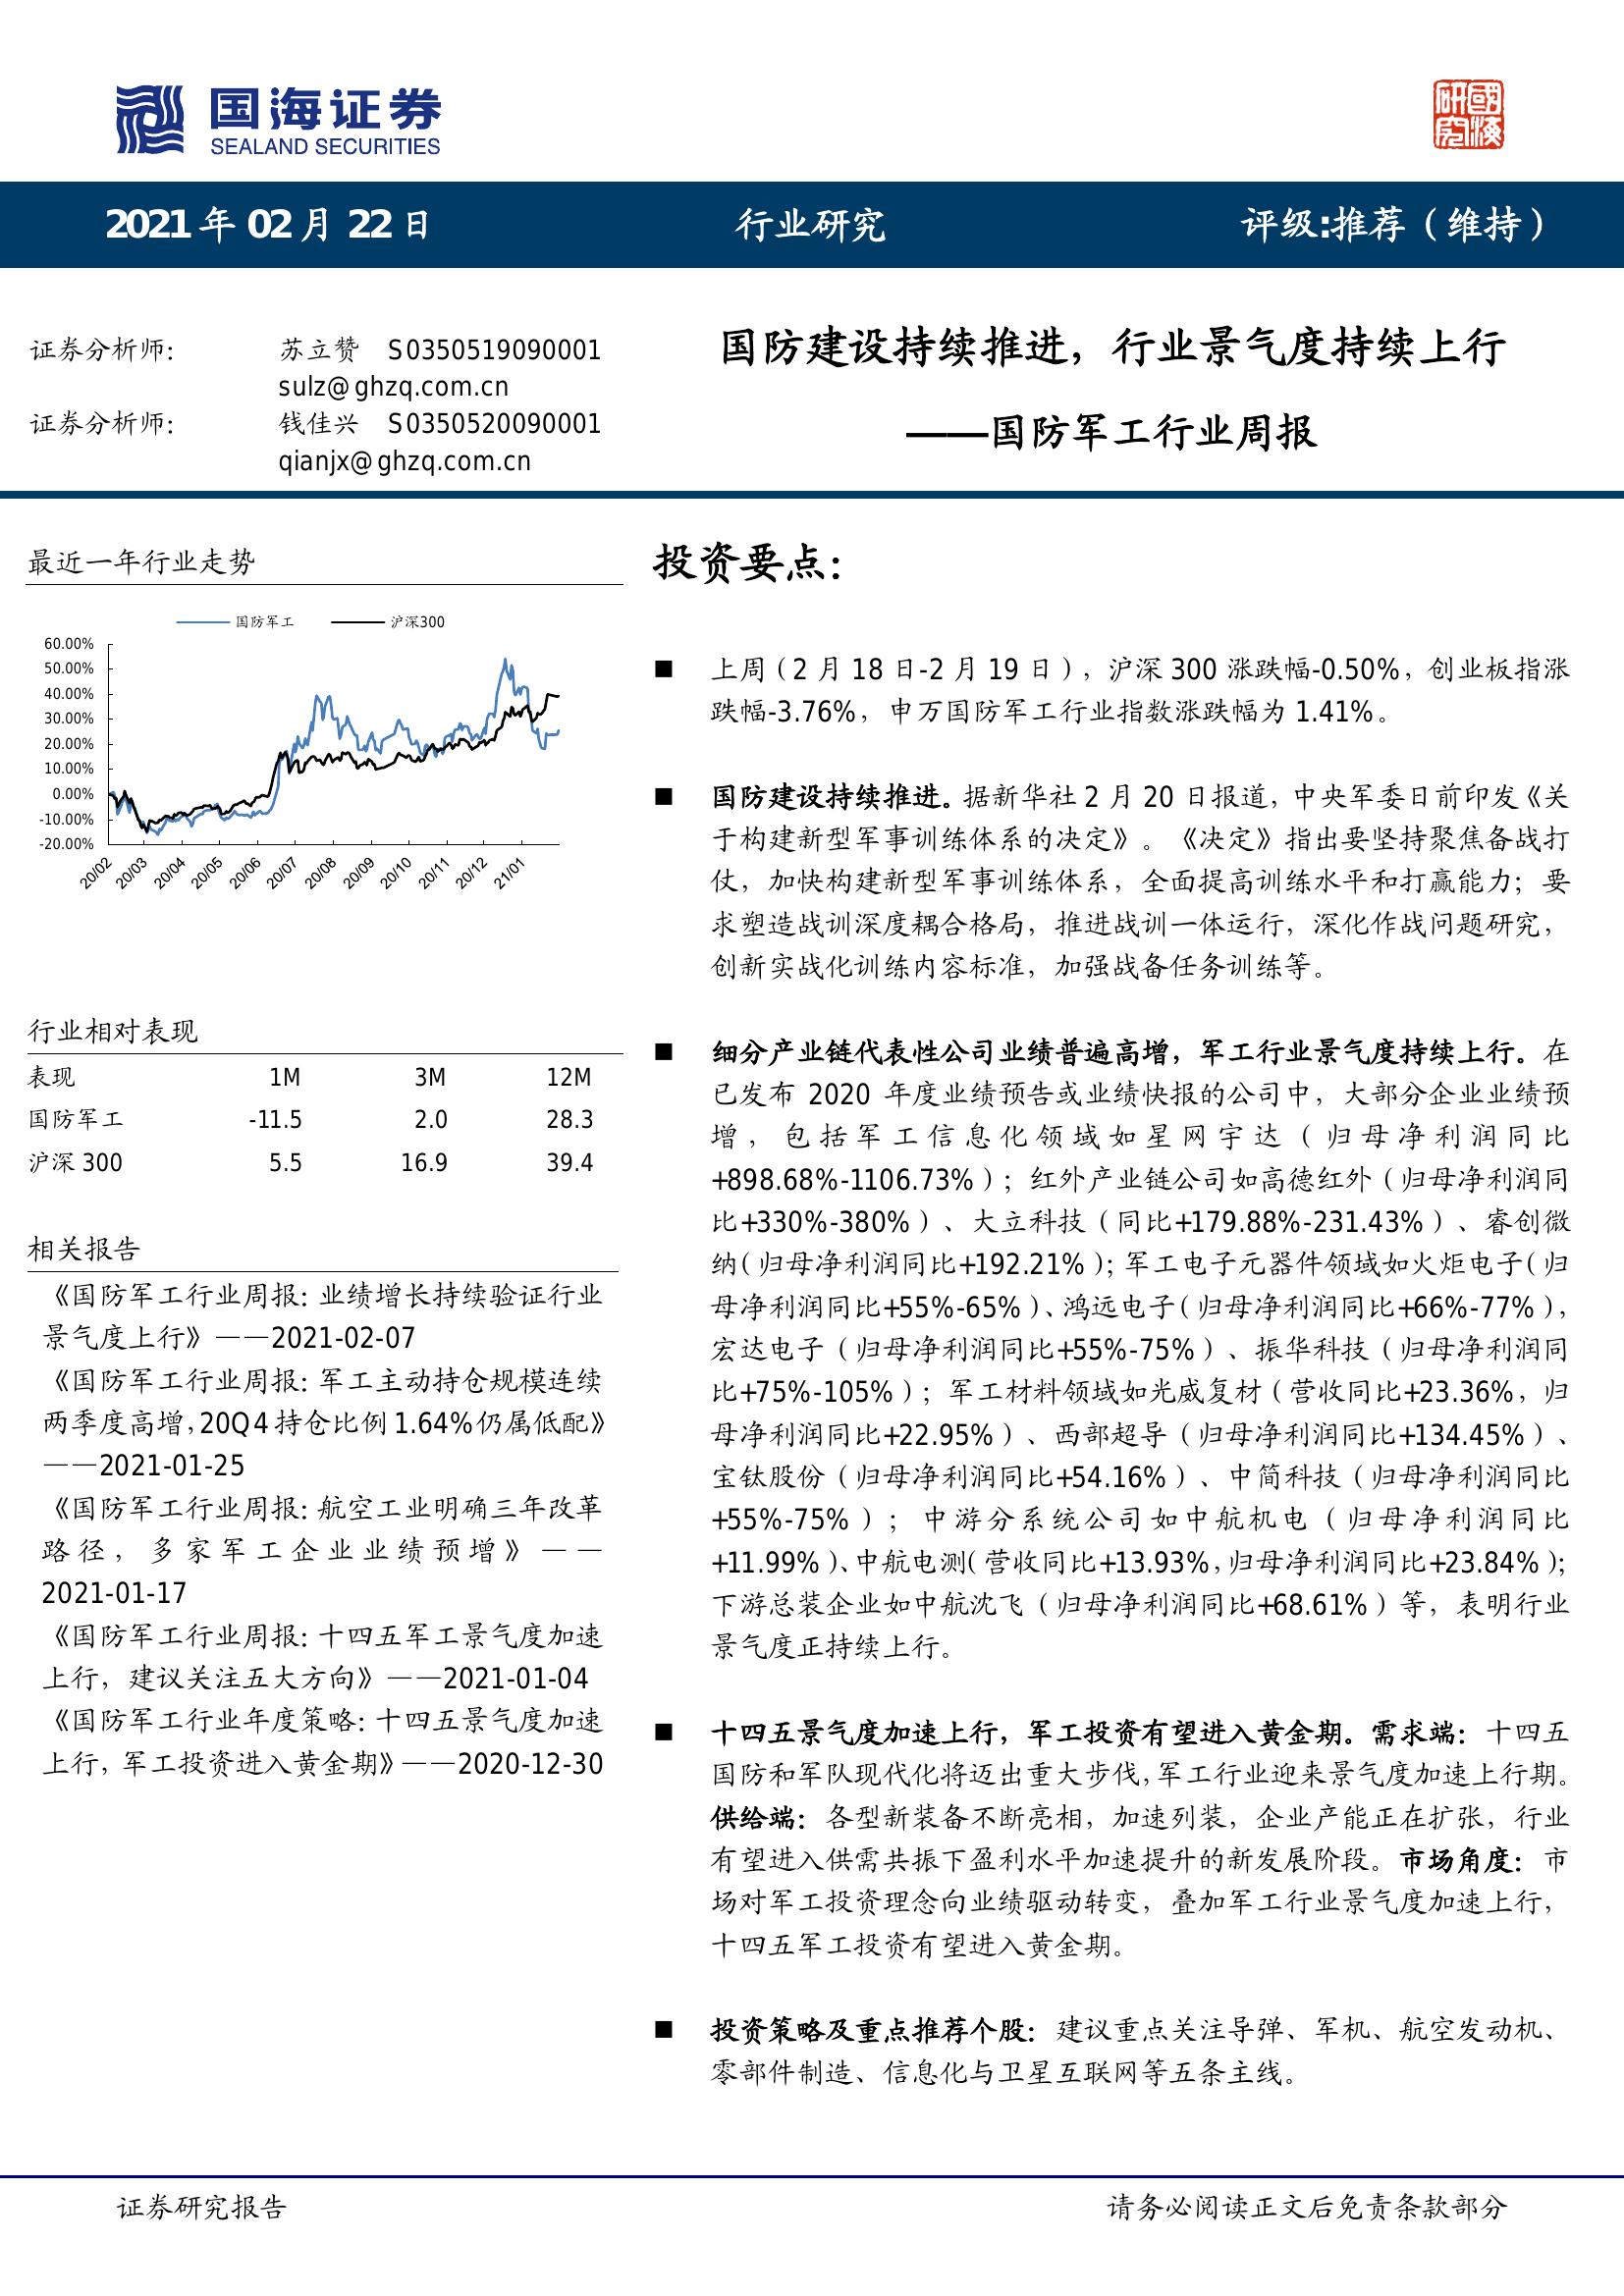 国海证券
SEALAND SECURITIES
研究 國海
2021 年 02 月 22 日
行业研究
评级:推荐（维持）
证券分析师：
苏立赞 S0350519090001
sulz@ghzq.com.cn
证券分析师：
钱佳兴 S0350520090001
qianjx@ghzq.com.cn
国防建设持续推进，行业景气度持续上行
——国防军工行业周报
最近一年行业走势
国防军工 沪深300
60.00%
50.00%
40.00%
30.00%
20.00%
10.00%
0.00%
-10.00%
-20.00%
20/02 20/03 20/04 20/05 20/06 20/07 20/08 20/09 20/10 20/11 20/12 21/01
行业相对表现
表现 1M 3M 12M
国防军工 -11.5 2.0 28.3
沪深 300 5.5 16.9 39.4
相关报告
《国防军工行业周报：业绩增长持续验证行业
景气度上行》——2021-02-07
《国防军工行业周报：军工主动持仓规模连续
两季度高增，20Q4 持仓比例 1.64%仍属低配》
——2021-01-25
《国防军工行业周报：航空工业明确三年改革
路径，多家军工企业业绩预增》——
2021-01-17
《国防军工行业周报：十四五军工景气度加速
上行，建议关注五大方向》——2021-01-04
《国防军工行业年度策略：十四五景气度加速
上行，军工投资进入黄金期》——2020-12-30
投资要点：
■ 上周（2 月 18 日-2 月 19 日），沪深 300 涨跌幅-0.50%，创业板指涨
跌幅-3.76%，申万国防军工行业指数涨跌幅为 1.41%。
■ 国防建设持续推进。据新华社 2 月 20 日报道，中央军委日前印发《关
于构建新型军事训练体系的决定》。《决定》指出要坚持聚焦备战打
仗，加快构建新型军事训练体系，全面提高训练水平和打赢能力；要
求塑造战训深度耦合格局，推进战训一体运行，深化作战问题研究，
创新实战化训练内容标准，加强战备任务训练等。
■ 细分产业链代表性公司业绩普遍高增，军工行业景气度持续上行。在
已发布 2020 年度业绩预告或业绩快报的公司中，大部分企业业绩预
增，包括军工信息化领域如星网宇达（归母净利润同比
+898.68%-1106.73%）；红外产业链公司如高德红外（归母净利润同
比+330%-380%）、大立科技（同比+179.88%-231.43%）、睿创微
纳（归母净利润同比+192.21%）；军工电子元器件领域如火炬电子（归
母净利润同比+55%-65%）、鸿远电子（归母净利润同比+66%-77%），
宏达电子（归母净利润同比+55%-75%）、振华科技（归母净利润同
比+75%-105%）；军工材料领域如光威复材（营收同比+23.36%，归
母净利润同比+22.95%）、西部超导（归母净利润同比+134.45%）、
宝钛股份（归母净利润同比+54.16%）、中简科技（归母净利润同比
+55%-75%）；中游分系统公司如中航机电（归母净利润同比
+11.99%）、中航电测（营收同比+13.93%，归母净利润同比+23.84%）；
下游总装企业如中航沈飞（归母净利润同比+68.61%）等，表明行业
景气度正持续上行。
■ 十四五景气度加速上行，军工投资有望进入黄金期。需求端：十四五
国防和军队现代化将迈出重大步伐，军工行业迎来景气度加速上行期。
供给端：各型新装备不断亮相，加速列装，企业产能正在扩张，行业
有望进入供需共振下盈利水平加速提升的新发展阶段。市场角度：市
场对军工投资理念向业绩驱动转变，叠加军工行业景气度加速上行，
十四五军工投资有望进入黄金期。
■ 投资策略及重点推荐个股：建议重点关注导弹、军机、航空发动机、
零部件制造、信息化与卫星互联网等五条主线。
证券研究报告
请务必阅读正文后免责条款部分